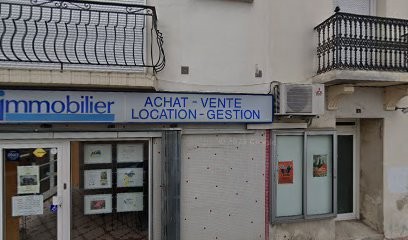 immobilier
ACHAT - VENTE
LOCATION - GESTION